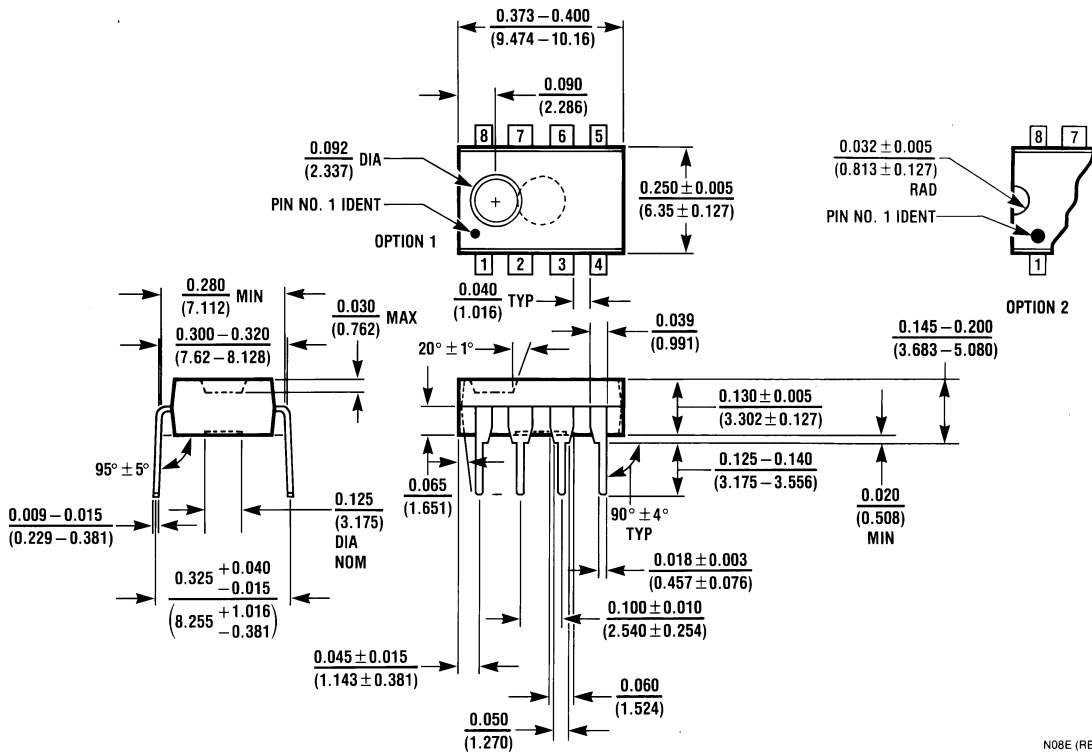 0.373 – 0.400
(9.474 – 10.16)
0.090
(2.286)
8 7 6 5
0.092
(2.337)
DIA
PIN NO. 1 IDENT
OPTION 1
+
0.250 ± 0.005
(6.35 ± 0.127)
1 2 3 4
0.032 ± 0.005
(0.813 ± 0.127)
RAD
PIN NO. 1 IDENT
8 7
1
OPTION 2
0.280
(7.112)
MIN
0.300 – 0.320
(7.62 – 8.128)
0.030
(0.762)
MAX
0.040
(1.016)
TYP
0.039
(0.991)
0.145 – 0.200
(3.683 – 5.080)
20° ± 1°
0.130 ± 0.005
(3.302 ± 0.127)
95° ± 5°
0.065
(1.651)
0.125 – 0.140
(3.175 – 3.556)
0.020
(0.508)
MIN
90° ± 4°
TYP
0.009 – 0.015
(0.229 – 0.381)
0.125
(3.175)
DIA
NOM
0.018 ± 0.003
(0.457 ± 0.076)
0.325 +0.040
−0.015
(8.255 +1.016
−0.381)
0.100 ± 0.010
(2.540 ± 0.254)
0.045 ± 0.015
(1.143 ± 0.381)
0.060
(1.524)
0.050
(1.270)
N08E (RE